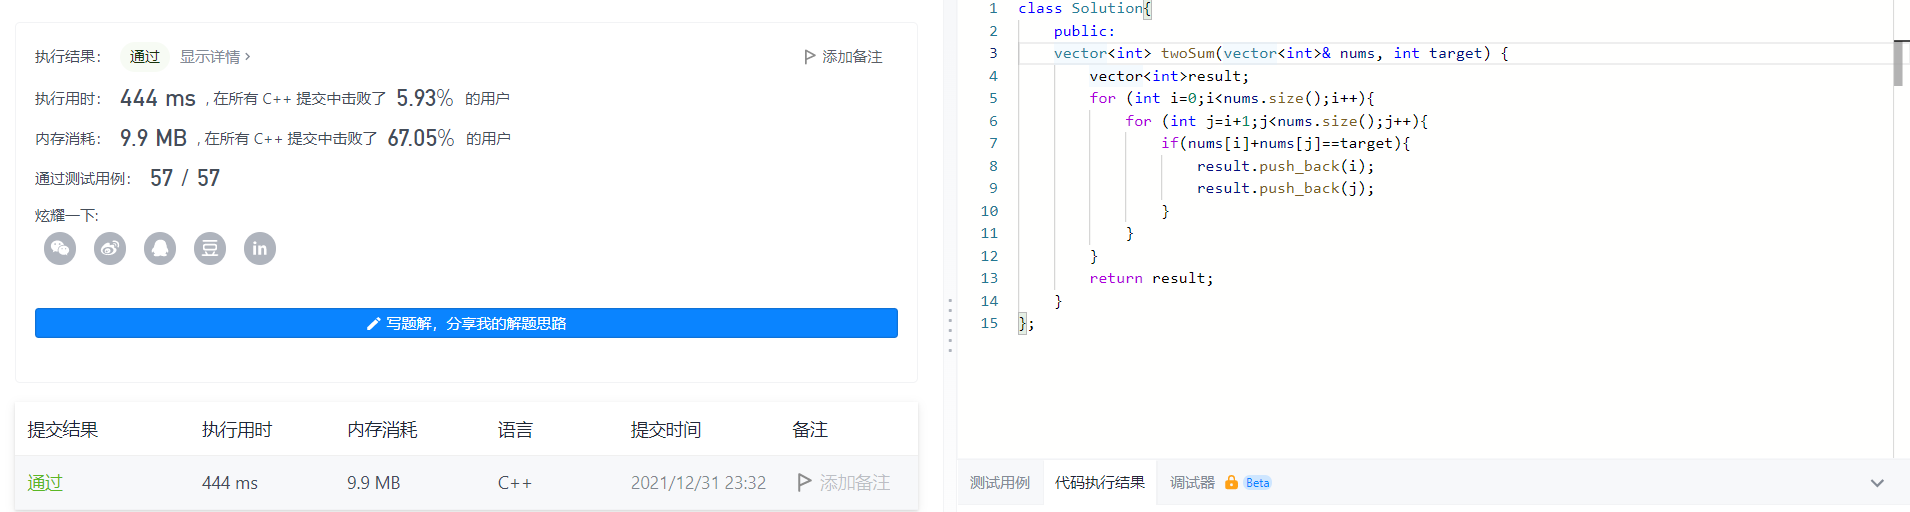 执行结果： 通过 显示详情 › 添加备注
执行用时： 444 ms , 在所有 C++ 提交中击败了 5.93% 的用户
内存消耗： 9.9 MB , 在所有 C++ 提交中击败了 67.05% 的用户
通过测试用例： 57 / 57
炫耀一下:
豆 in
写题解，分享我的解题思路
提交结果 执行用时 内存消耗 语言 提交时间 备注
通过 444 ms 9.9 MB C++ 2021/12/31 23:32 添加备注
1 class Solution{
2     public:
3     vector<int> twoSum(vector<int>& nums, int target) {
4         vector<int>result;
5         for (int i=0;i<nums.size();i++){
6             for (int j=i+1;j<nums.size();j++){
7                 if(nums[i]+nums[j]==target){
8                     result.push_back(i);
9                     result.push_back(j);
10                 }
11             }
12         }
13         return result;
14     }
15 };
测试用例 代码执行结果 调试器 Beta